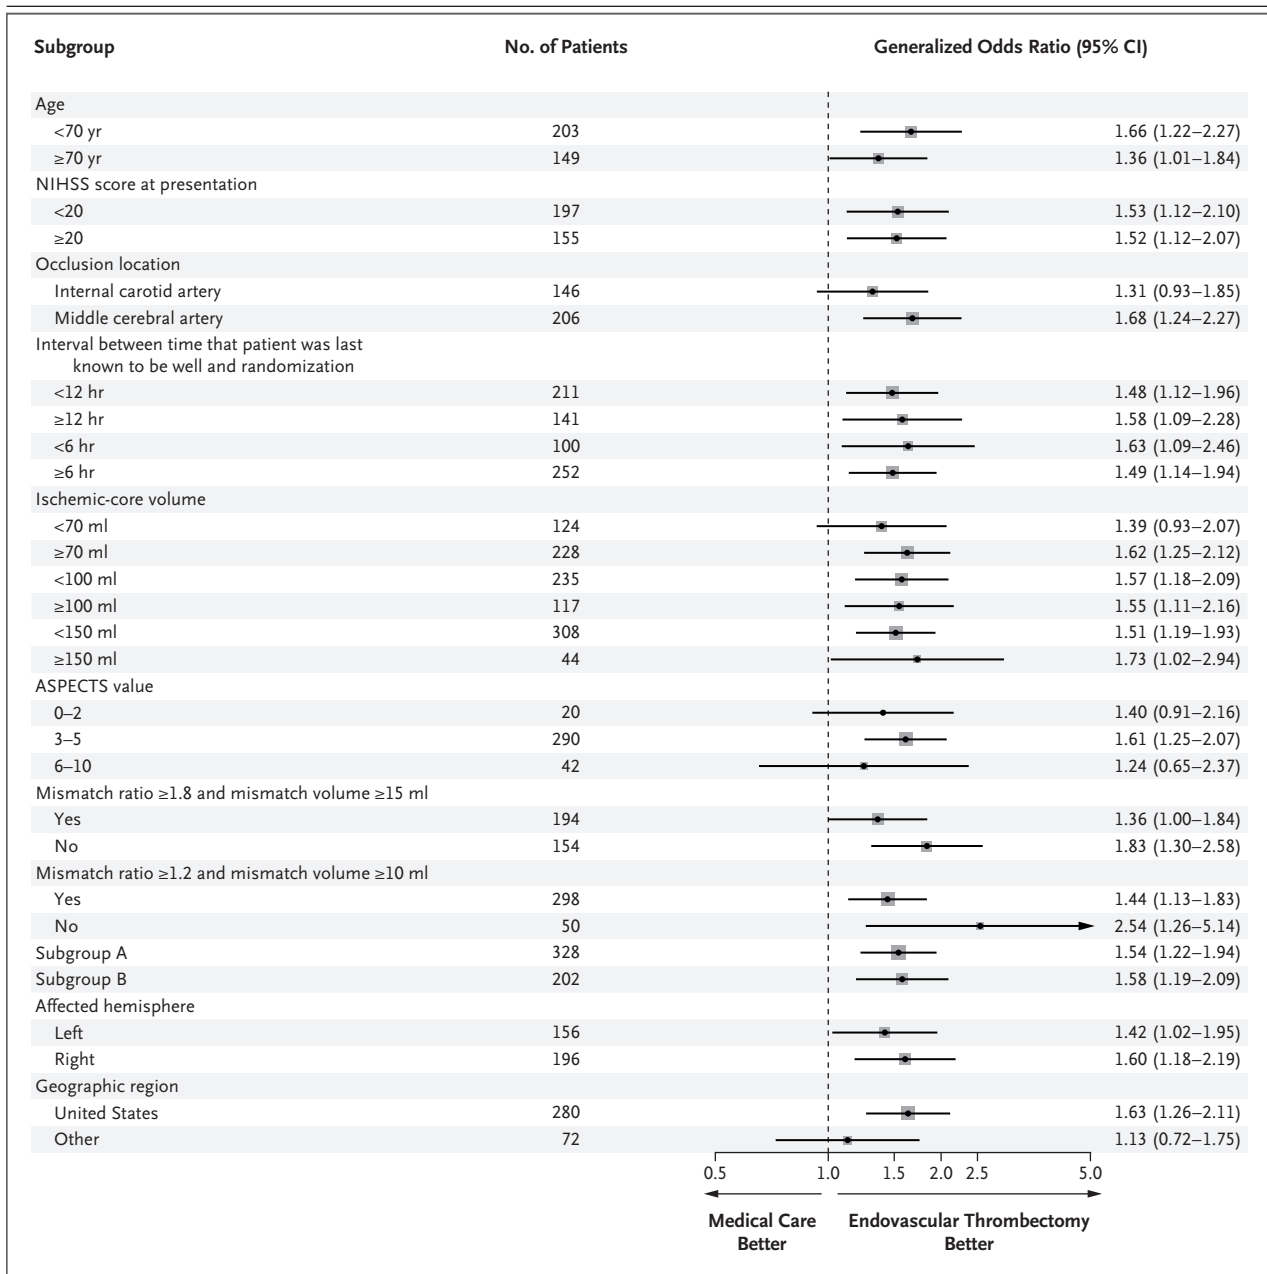 Subgroup No. of Patients Generalized Odds Ratio (95% CI)
Age
<70 yr 203 1.66 (1.22–2.27)
≥70 yr 149 1.36 (1.01–1.84)
NIHSS score at presentation
<20 197 1.53 (1.12–2.10)
≥20 155 1.52 (1.12–2.07)
Occlusion location
Internal carotid artery 146 1.31 (0.93–1.85)
Middle cerebral artery 206 1.68 (1.24–2.27)
Interval between time that patient was last
known to be well and randomization
<12 hr 211 1.48 (1.12–1.96)
≥12 hr 141 1.58 (1.09–2.28)
<6 hr 100 1.63 (1.09–2.46)
≥6 hr 252 1.49 (1.14–1.94)
Ischemic-core volume
<70 ml 124 1.39 (0.93–2.07)
≥70 ml 228 1.62 (1.25–2.12)
<100 ml 235 1.57 (1.18–2.09)
≥100 ml 117 1.55 (1.11–2.16)
<150 ml 308 1.51 (1.19–1.93)
≥150 ml 44 1.73 (1.02–2.94)
ASPECTS value
0–2 20 1.40 (0.91–2.16)
3–5 290 1.61 (1.25–2.07)
6–10 42 1.24 (0.65–2.37)
Mismatch ratio ≥1.8 and mismatch volume ≥15 ml
Yes 194 1.36 (1.00–1.84)
No 154 1.83 (1.30–2.58)
Mismatch ratio ≥1.2 and mismatch volume ≥10 ml
Yes 298 1.44 (1.13–1.83)
No 50 2.54 (1.26–5.14)
Subgroup A 328 1.54 (1.22–1.94)
Subgroup B 202 1.58 (1.19–2.09)
Affected hemisphere
Left 156 1.42 (1.02–1.95)
Right 196 1.60 (1.18–2.19)
Geographic region
United States 280 1.63 (1.26–2.11)
Other 72 1.13 (0.72–1.75)
0.5 1.0 1.5 2.0 2.5 5.0
Medical Care Endovascular Thrombectomy
Better Better